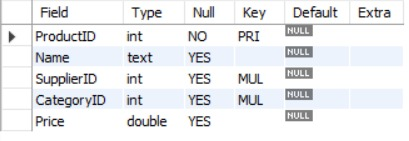 Field Type Null Key Default Extra
ProductID int NO PRI NULL
Name text YES NULL
SupplierID int YES MUL NULL
CategoryID int YES MUL NULL
Price double YES NULL